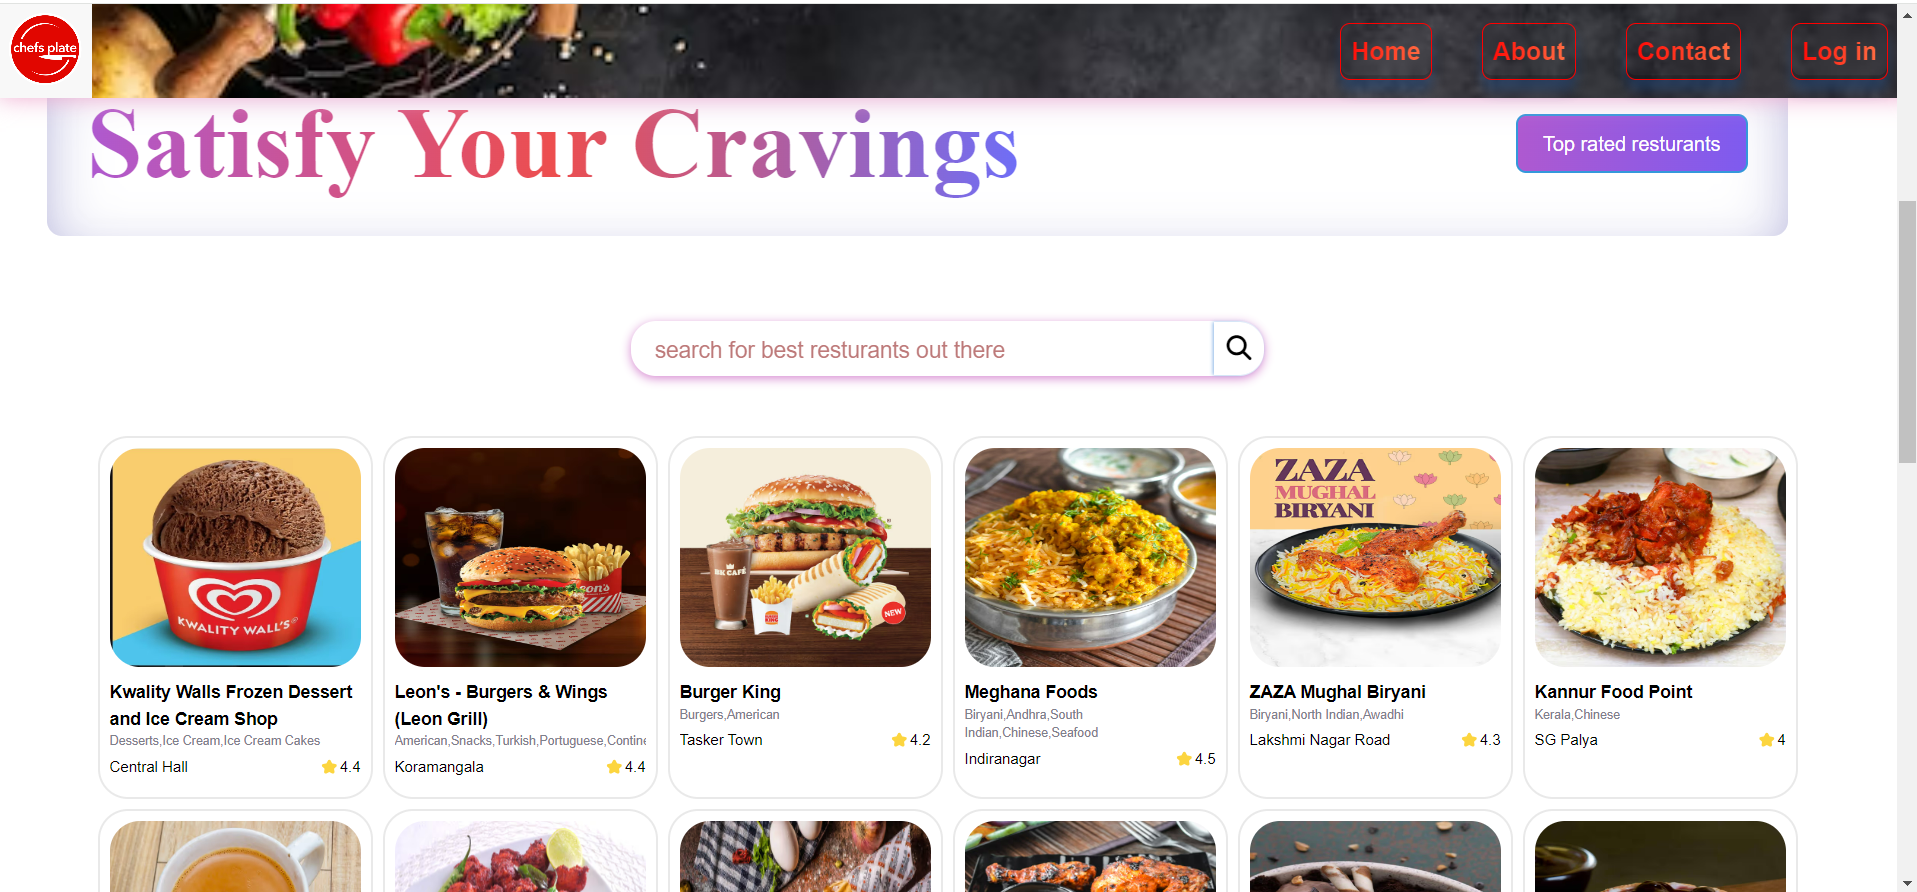 chefs plate
Home
About
Contact
Log in
Satisfy Your Cravings
Top rated resturants
search for best resturants out there
KWALITY WALL'S
Kwality Walls Frozen Dessert
and Ice Cream Shop
Desserts,Ice Cream,Ice Cream Cakes
Central Hall
4.4
Leon's - Burgers & Wings
(Leon Grill)
American,Snacks,Turkish,Portuguese,Contine
Koramangala
4.4
BK CAFÉ
BURGER KING
NEW
Burger King
Burgers,American
Tasker Town
4.2
Meghana Foods
Biryani,Andhra,South
Indian,Chinese,Seafood
Indiranagar
4.5
ZAZA
MUGHAL
BIRYANI
ZAZA Mughal Biryani
Biryani,North Indian,Awadhi
Lakshmi Nagar Road
4.3
Kannur Food Point
Kerala,Chinese
SG Palya
4